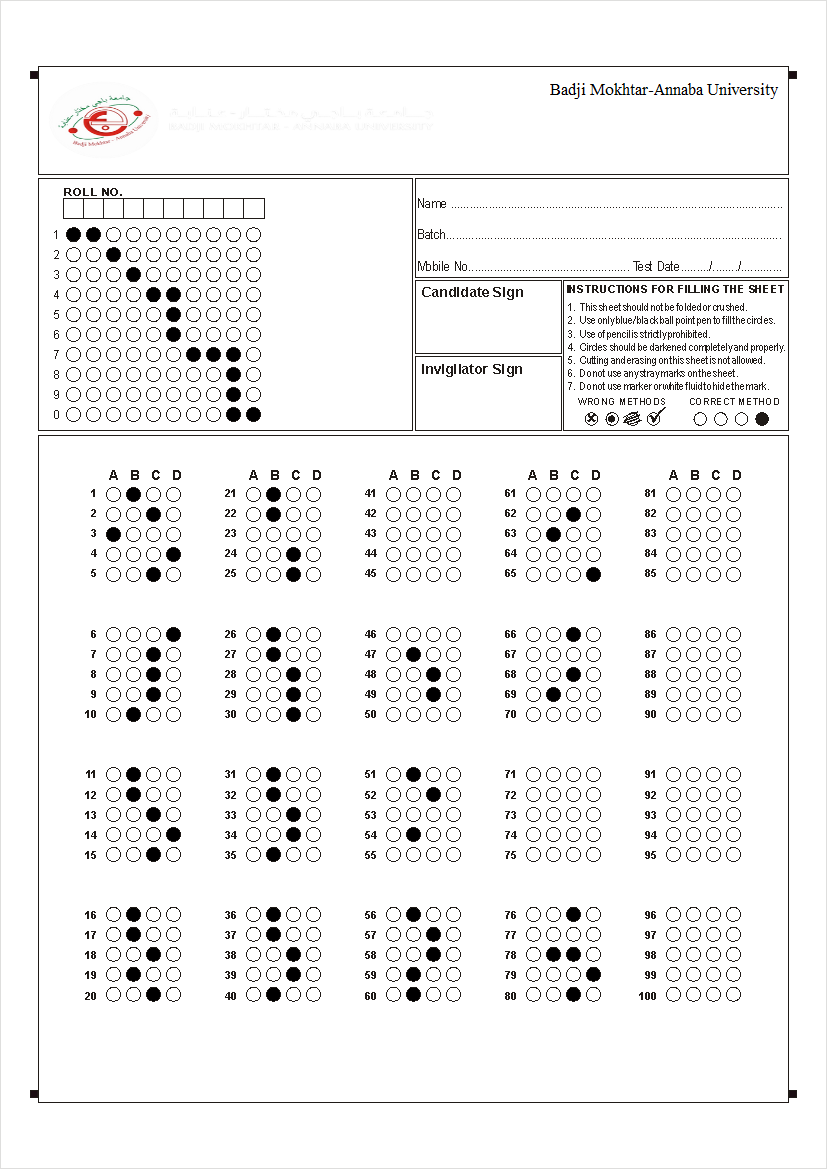 Badji Mokhtar-Annaba University
جامعة باجي مختار - عنابة
Badji Mokhtar - Annaba University
جامعة باجي مختار - عنابة
BADJI MOKHTAR - ANNABA UNIVERSITY
ROLL NO.
1
2
3
4
5
6
7
8
9
0
Name
Batch
Mobile No. Test Date ......../......../............
Candidate Sign
Invigilator Sign
INSTRUCTIONS FOR FILLING THE SHEET
1. This sheet should not be folded or crushed.
2. Use only blue/black ball point pen to fill the circles.
3. Use of pencil is strictly prohibited.
4. Circles should be darkened completely and properly.
5. Cutting and erasing on this sheet is not allowed.
6. Do not use any stray marks on the sheet.
7. Do not use marker or white fluid to hide the mark.
WRONG METHODS CORRECT METHOD
A B C D A B C D A B C D A B C D A B C D
1 21 41 61 81
2 22 42 62 82
3 23 43 63 83
4 24 44 64 84
5 25 45 65 85
6 26 46 66 86
7 27 47 67 87
8 28 48 68 88
9 29 49 69 89
10 30 50 70 90
11 31 51 71 91
12 32 52 72 92
13 33 53 73 93
14 34 54 74 94
15 35 55 75 95
16 36 56 76 96
17 37 57 77 97
18 38 58 78 98
19 39 59 79 99
20 40 60 80 100